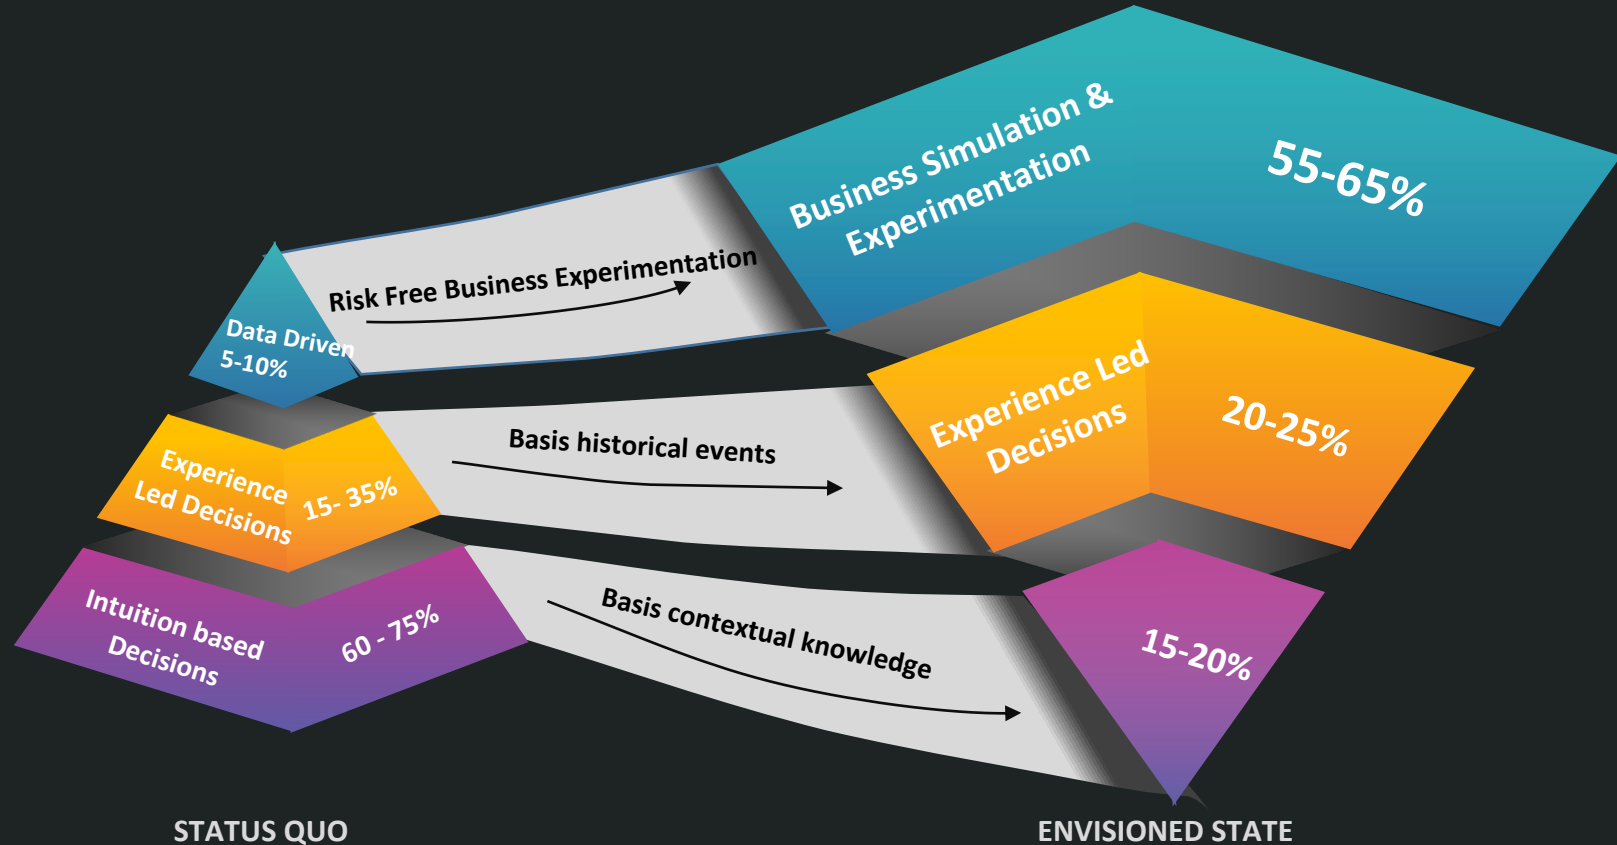 Business Simulation &
Experimentation
55-65%
Risk Free Business Experimentation
Data Driven
5-10%
Experience Led
Decisions
20-25%
Basis historical events
Experience
Led Decisions
15- 35%
Intuition based
Decisions
60 - 75%
Basis contextual knowledge
15-20%
STATUS QUO
ENVISIONED STATE